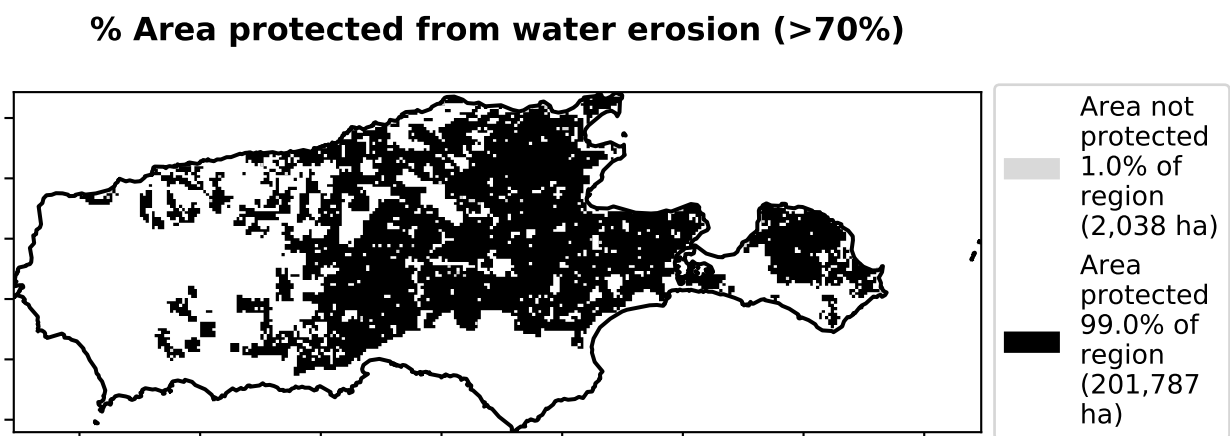 % Area protected from water erosion (>70%)
Area not
protected
1.0% of
region
(2,038 ha)
Area
protected
99.0% of
region
(201,787
ha)